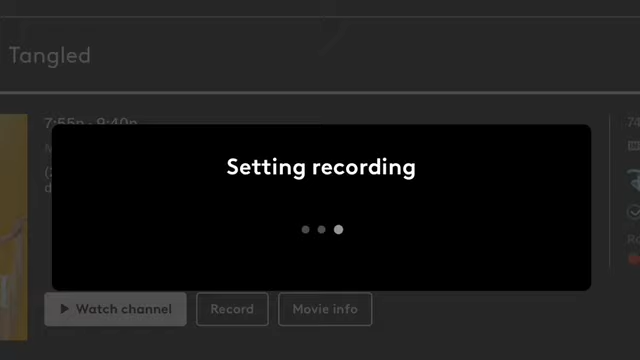 Tangled
7:55p - 9:40p
Setting recording
Watch channel
Record
Movie info